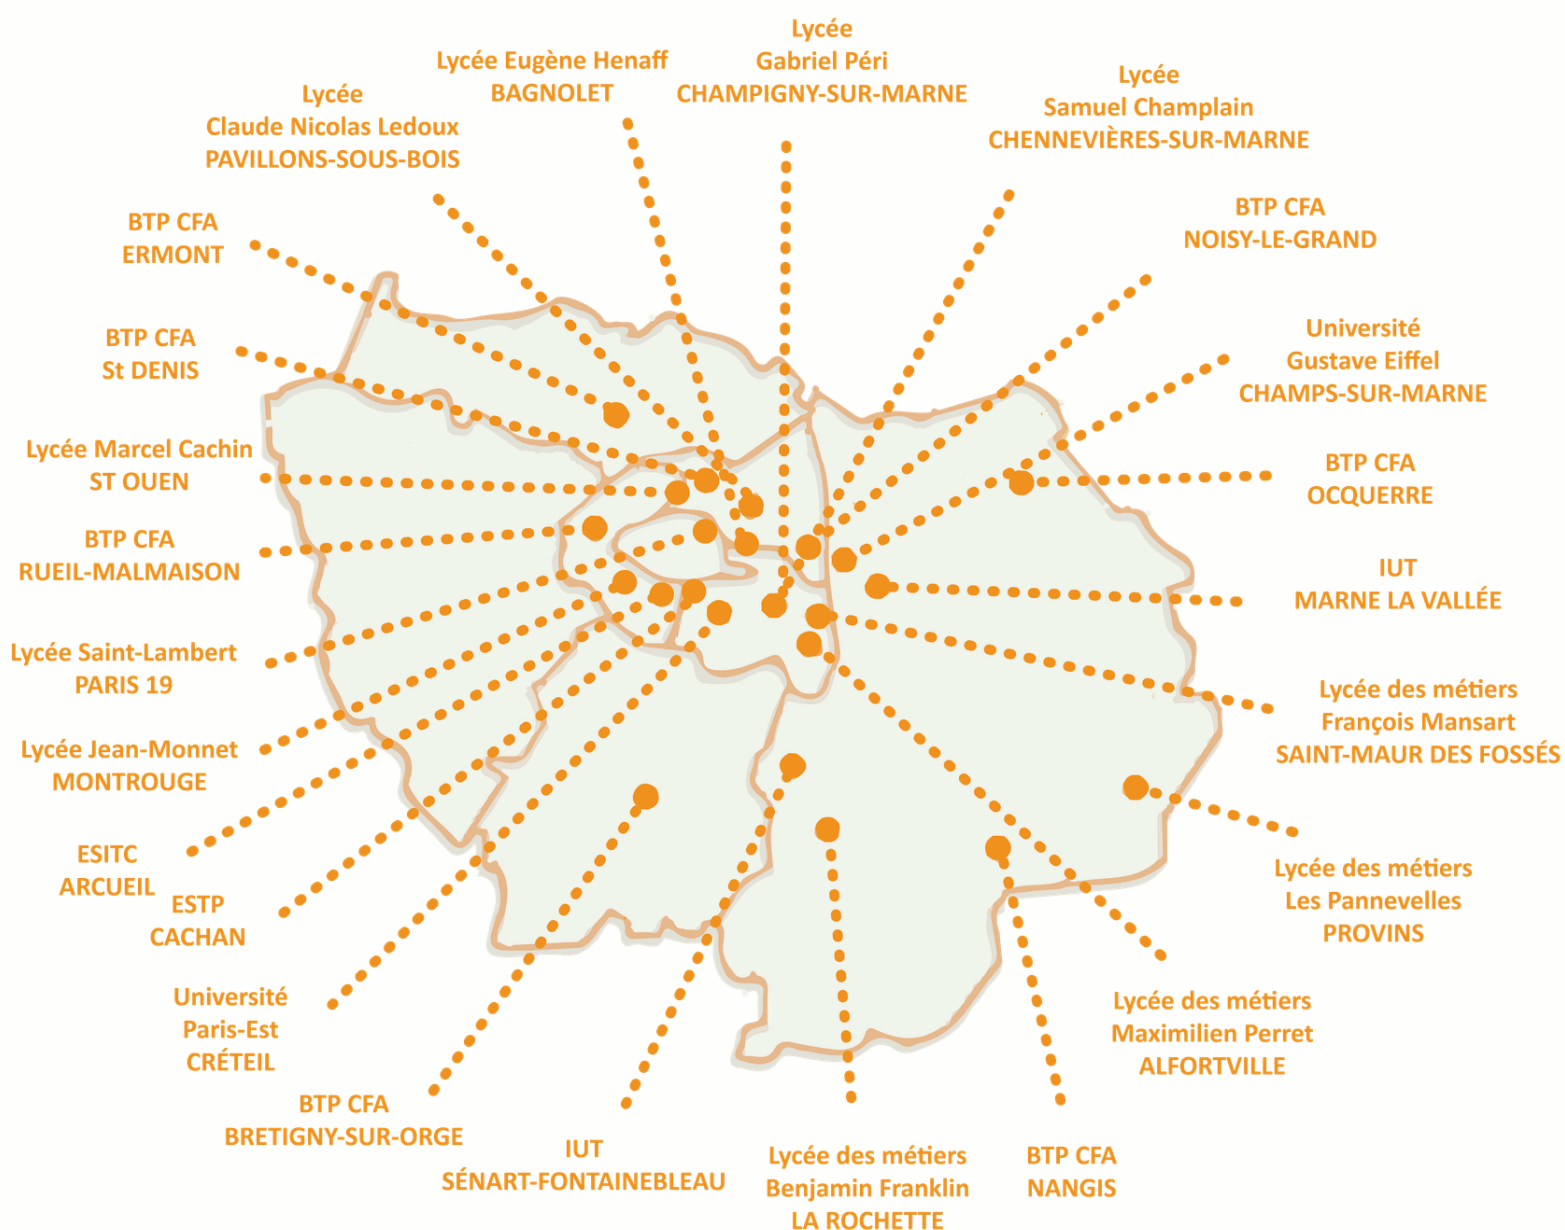 Lycée
Gabriel Péri
CHAMPIGNY-SUR-MARNE
Lycée Eugène Henaff
BAGNOLET
Lycée
Samuel Champlain
CHENNEVIÈRES-SUR-MARNE
Lycée
Claude Nicolas Ledoux
PAVILLONS-SOUS-BOIS
BTP CFA
NOISY-LE-GRAND
BTP CFA
ERMONT
Université
Gustave Eiffel
CHAMPS-SUR-MARNE
BTP CFA
St DENIS
Lycée Marcel Cachin
ST OUEN
BTP CFA
OCQUERRE
BTP CFA
RUEIL-MALMAISON
IUT
MARNE LA VALLÉE
Lycée Saint-Lambert
PARIS 19
Lycée des métiers
François Mansart
SAINT-MAUR DES FOSSÉS
Lycée Jean-Monnet
MONTROUGE
ESITC
ARCUEIL
Lycée des métiers
Les Pannevelles
PROVINS
ESTP
CACHAN
Université
Paris-Est
CRÉTEIL
Lycée des métiers
Maximilien Perret
ALFORTVILLE
BTP CFA
BRETIGNY-SUR-ORGE
IUT
SÉNART-FONTAINEBLEAU
Lycée des métiers
Benjamin Franklin
LA ROCHETTE
BTP CFA
NANGIS